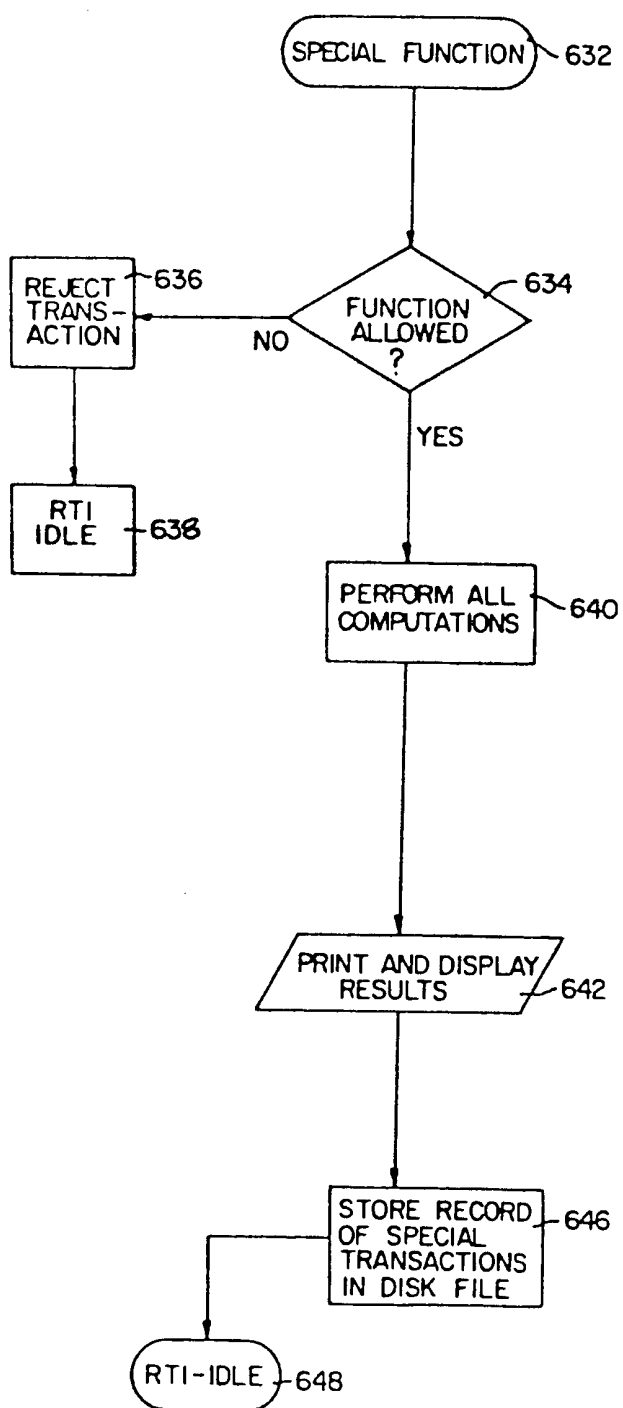 SPECIAL FUNCTION
632
634
FUNCTION
ALLOWED
?
636
REJECT
TRANS-
ACTION
NO
YES
RTI
IDLE
638
PERFORM ALL
COMPUTATIONS
640
PRINT AND DISPLAY
RESULTS
642
STORE RECORD
OF SPECIAL
TRANSACTIONS
IN DISK FILE
646
RTI-IDLE
648